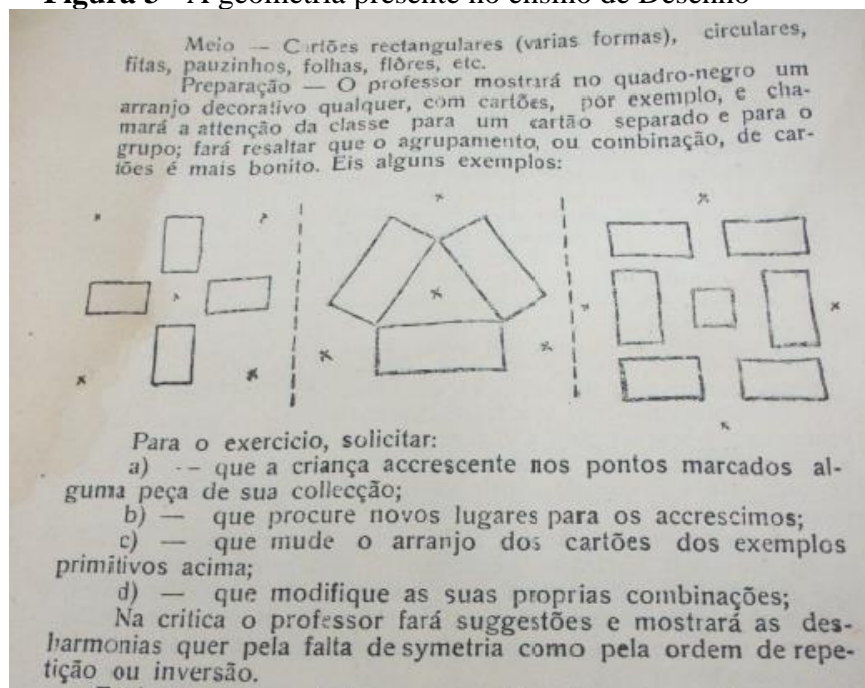 Figura 3 - A geometria presente no ensino de Desenho
Meio — Cartões rectangulares (varias formas), circulares,
fitas, pauzinhos, folhas, flôres, etc.
Preparação — O professor mostrará no quadro-negro um
arranjo decorativo qualquer, com cartões, por exemplo, e cha-
mará a attenção da classe para um cartão separado e para o
grupo; fará resaltar que o agrupamento, ou combinação, de car-
tões é mais bonito. Eis alguns exemplos:
Para o exercicio, solicitar:
a) — que a criança accrescente nos pontos marcados al-
guma peça de sua collecção;
b) — que procure novos lugares para os accrescimos;
c) — que mude o arranjo dos cartões dos exemplos
primitivos acima;
d) — que modifique as suas proprias combinações;
Na critica o professor fará suggestões e mostrará as des-
harmonias quer pela falta de symetria como pela ordem de repe-
tição ou inversão.